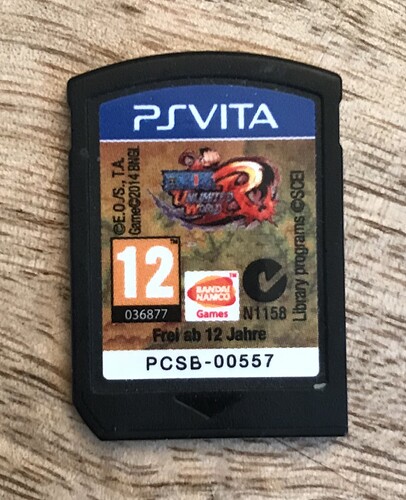 PSVITA
©E.O./S., T.A.
Game©2014 BNGL
UNLIMITED
WORLD
Library programs ©SCEI
12
036877
BANDAI
NAMCO
Games
N1158
Frei ab 12 Jahre
PCSB-00557